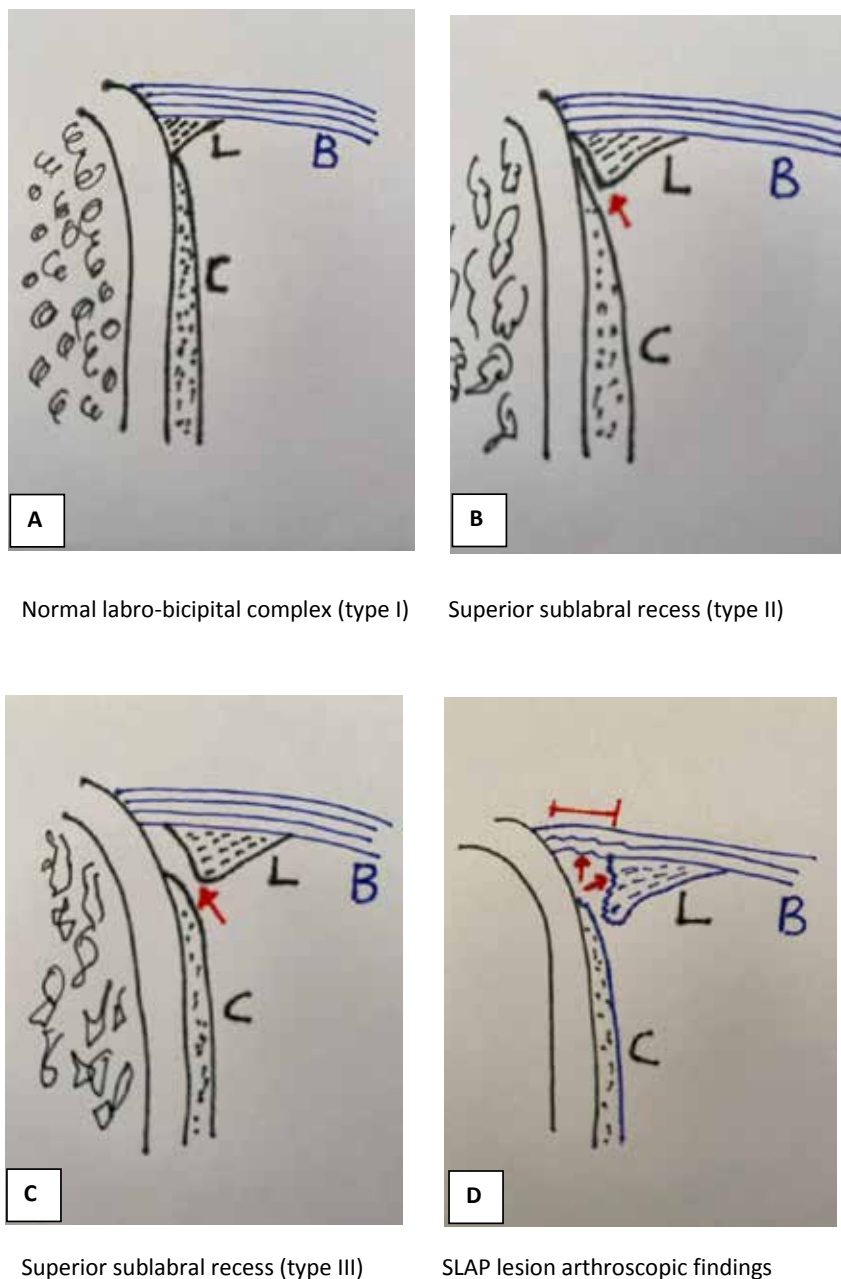 L
B
C
A
L
B
C
B
Normal labro-bicipital complex (type I)
Superior sublabral recess (type II)
L
B
C
C
L
B
C
D
Superior sublabral recess (type III)
SLAP lesion arthroscopic findings